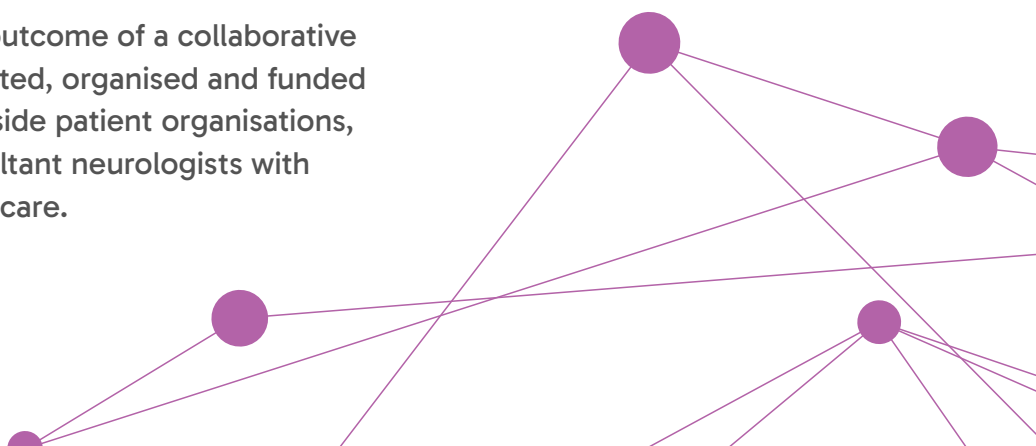 outcome of a collaborative
ted, organised and funded
side patient organisations,
ltant neurologists with
care.